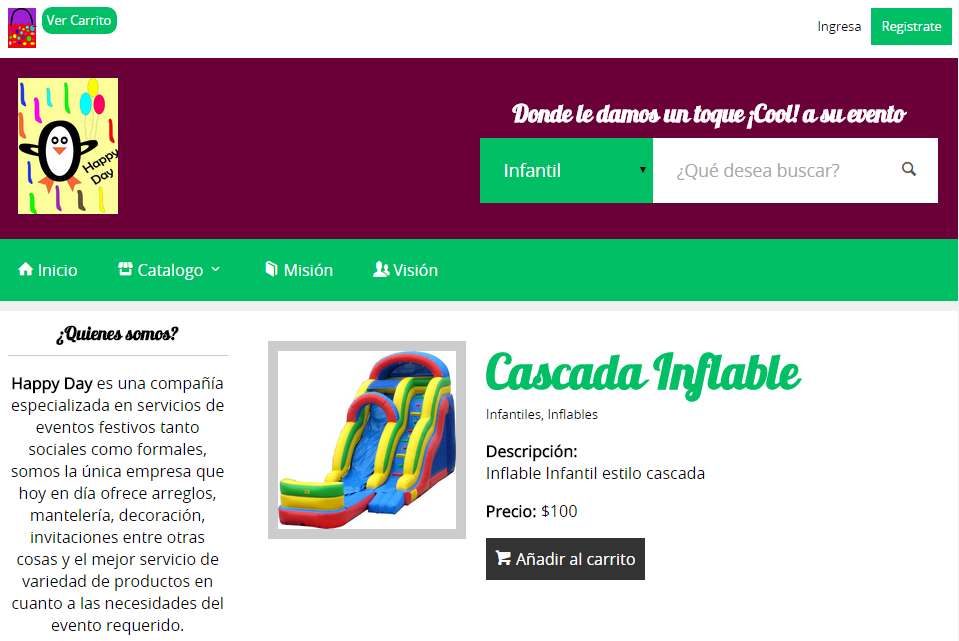 Ver Carrito
Ingresa
Registrate
Happy
Day
Donde le damos un toque ¡Cool! a su evento
Infantil
¿Qué desea buscar?
Inicio
Catalogo
Misión
Visión
¿Quienes somos?
Happy Day es una compañía
especializada en servicios de
eventos festivos tanto
sociales como formales,
somos la única empresa que
hoy en día ofrece arreglos,
mantelería, decoración,
invitaciones entre otras
cosas y el mejor servicio de
variedad de productos en
cuanto a las necesidades del
evento requerido.
Cascada Inflable
Infantiles, Inflables
Descripción:
Inflable Infantil estilo cascada
Precio: $100
Añadir al carrito